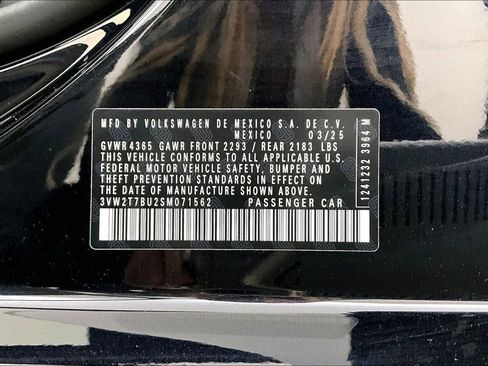 MFD BY VOLKSWAGEN DE MEXICO S.A. DE C.V.
MEXICO 03/25
GVWR 4365 GAWR FRONT 2293 / REAR 2183 LBS
THIS VEHICLE CONFORMS TO ALL APPLICABLE U.S.
FEDERAL MOTOR VEHICLE SAFETY, BUMPER AND
THEFT PREVENTION STANDARDS IN EFFECT
ON THE DATE OF MANUFACTURE SHOWN ABOVE.
3VW2T7BU2SM071562 PASSENGER CAR
1241232 3964 M